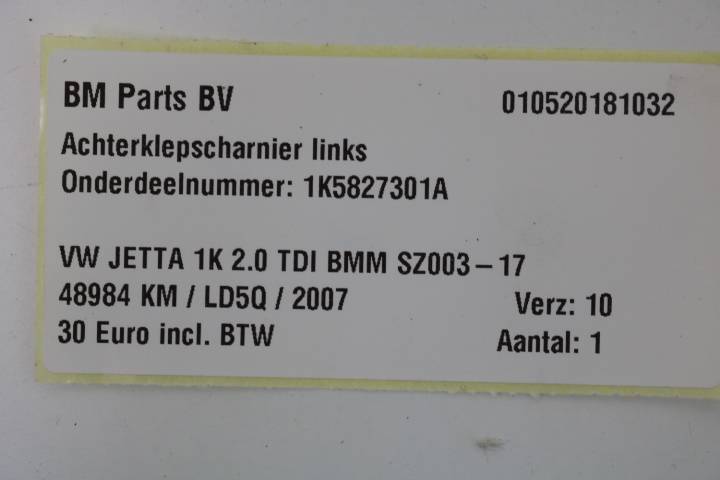 BM Parts BV 010520181032
Achterklepscharnier links
Onderdeelnummer: 1K5827301A
VW JETTA 1K 2.0 TDI BMM SZ003-17
48984 KM / LD5Q / 2007 Verz: 10
30 Euro incl. BTW Aantal: 1